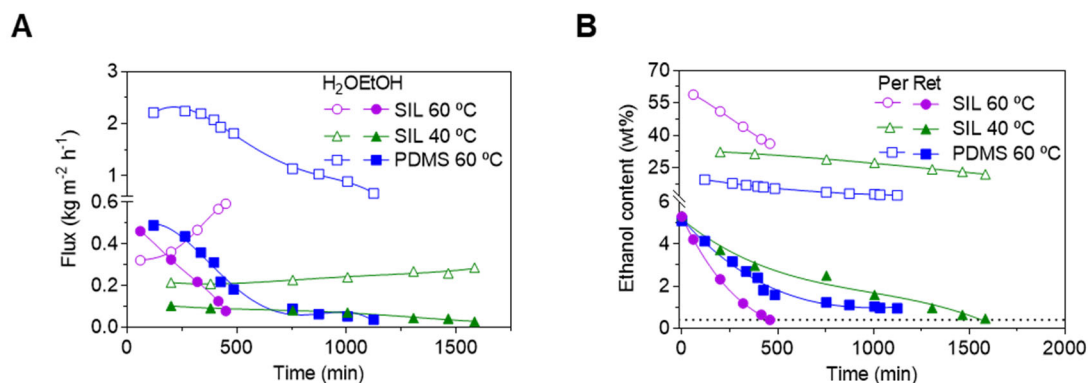 A
B
H2OEtOH
SIL 60 ºC
SIL 40 ºC
PDMS 60 ºC
Flux (kg m⁻² h⁻¹)
3
2
1
0.6
0.4
0.2
0.0
0
500
1000
1500
Time (min)
Per Ret
SIL 60 ºC
SIL 40 ºC
PDMS 60 ºC
Ethanol content (wt%)
70
55
40
25
6
4
2
0
0
500
1000
1500
2000
Time (min)